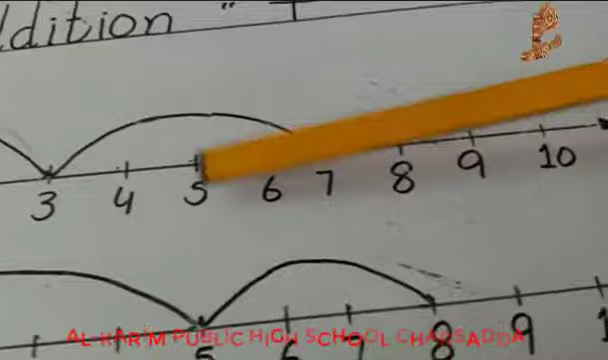 ddition "
3 4 5 6 7 8 9 10
5 6 7 8 9 1
AL-KARIM PUBLIC HIGH SCHOOL CHARSADDA